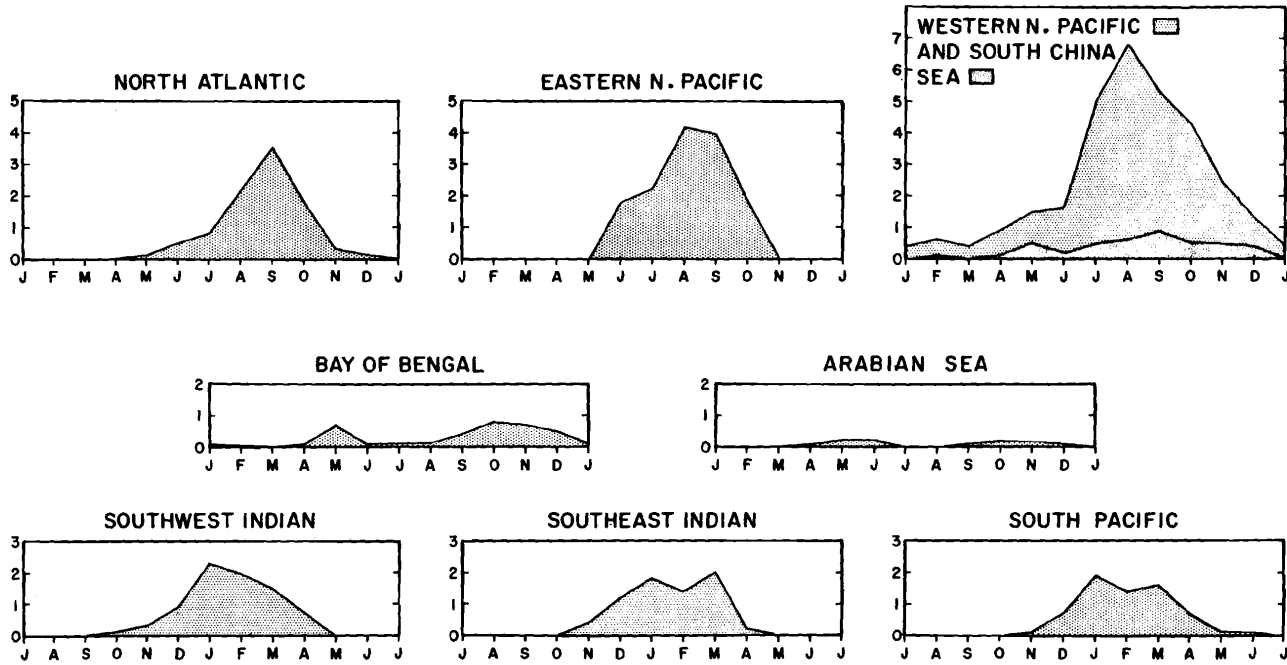 NORTH ATLANTIC
5
4
3
2
1
0
J F M A M J J A S O N D J
EASTERN N. PACIFIC
5
4
3
2
1
0
J F M A M J J A S O N D J
WESTERN N. PACIFIC
AND SOUTH CHINA
SEA
7
6
5
4
3
2
1
0
J F M A M J J A S O N D J
BAY OF BENGAL
2
1
0
J F M A M J J A S O N D J
ARABIAN SEA
2
1
0
J F M A M J J A S O N D J
SOUTHWEST INDIAN
3
2
1
0
J A S O N D J F M A M J J
SOUTHEAST INDIAN
3
2
1
0
J A S O N D J F M A M J J
SOUTH PACIFIC
3
2
1
0
J A S O N D J F M A M J J